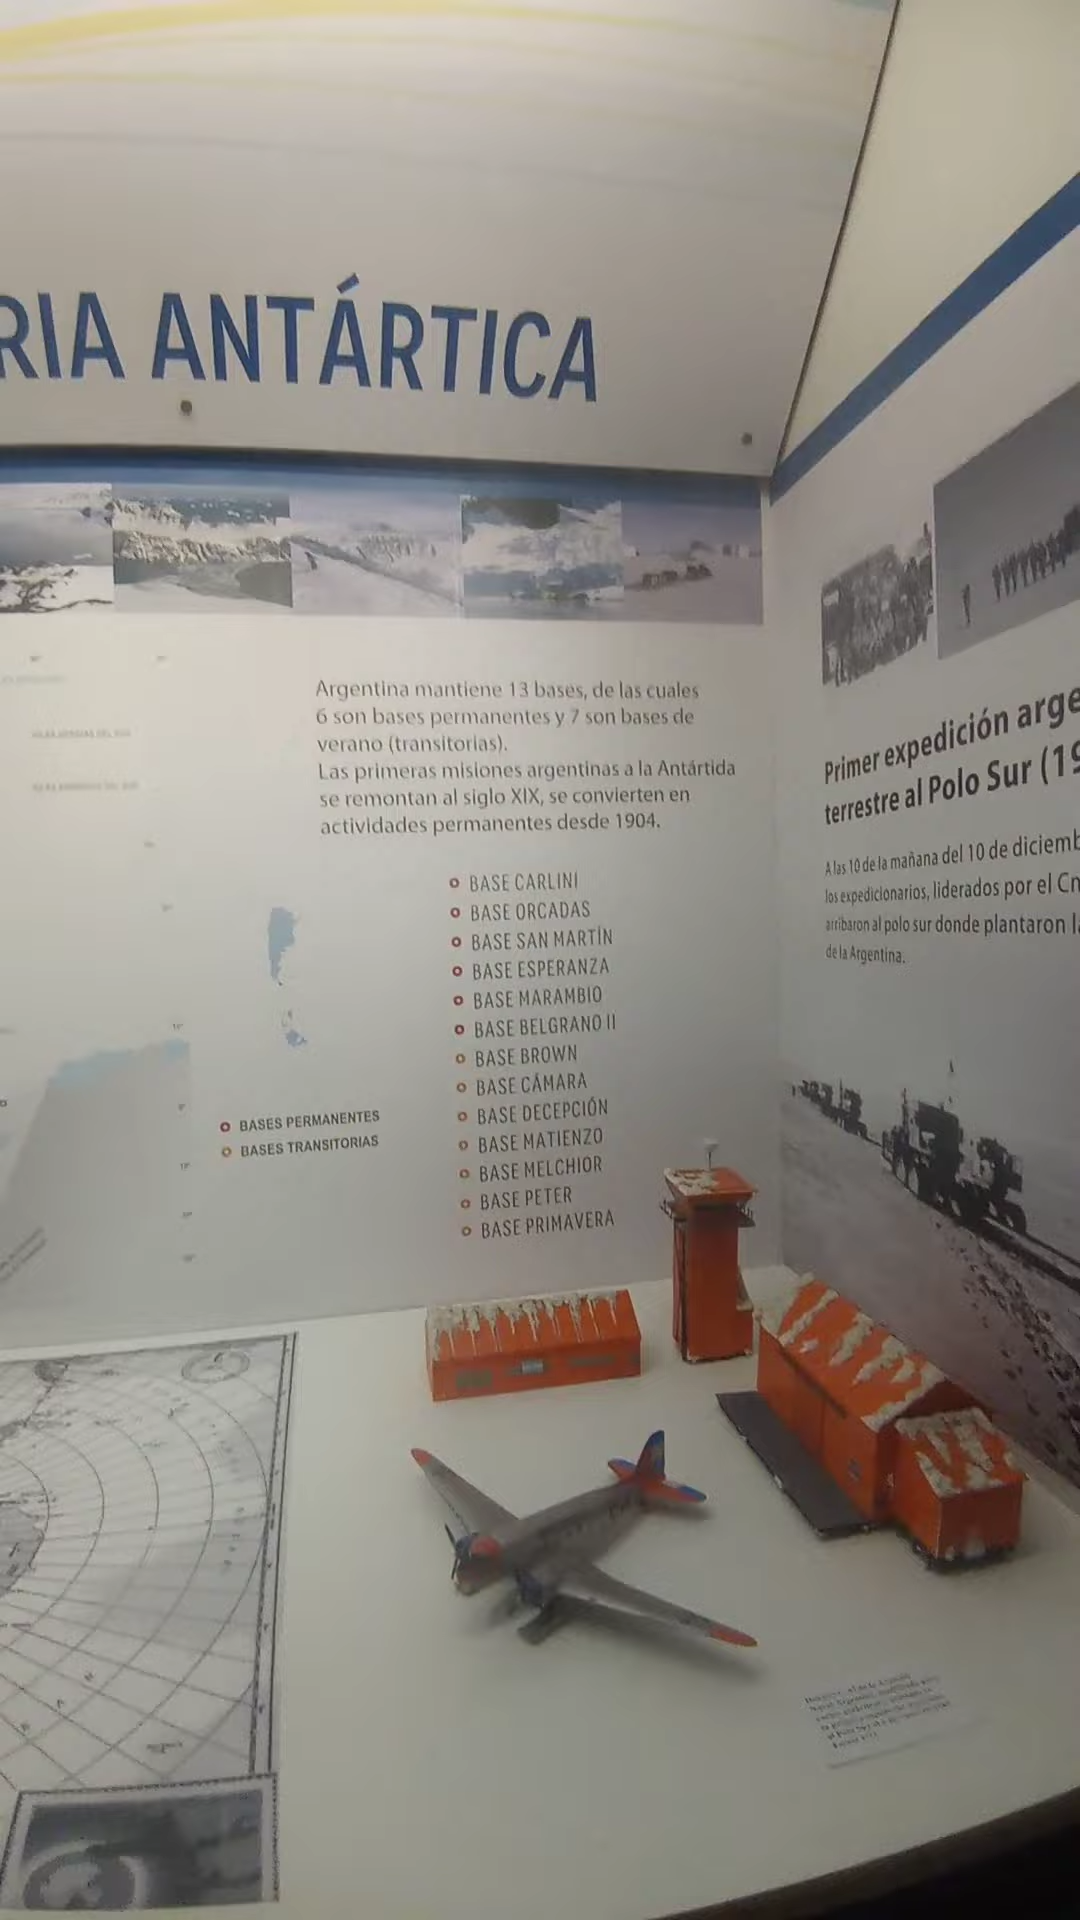 RIA ANTÁRTICA
Argentina mantiene 13 bases, de las cuales
6 son bases permanentes y 7 son bases de
verano (transitorias).
Las primeras misiones argentinas a la Antártida
se remontan al siglo XIX, se convierten en
actividades permanentes desde 1904.
BASE CARLINI
BASE ORCADAS
BASE SAN MARTÍN
BASE ESPERANZA
BASE MARAMBIO
BASE BELGRANO II
BASE BROWN
BASE CÁMARA
BASE DECEPCIÓN
BASE MATIENZO
BASE MELCHIOR
BASE PETER
BASE PRIMAVERA
BASES PERMANENTES
BASES TRANSITORIAS
Primer expedición arge
terrestre al Polo Sur (19
A las 10 de la mañana del 10 de diciemb
los expedicionarios, liderados por el Cn
arribaron al polo sur donde plantaron l
de la Argentina.